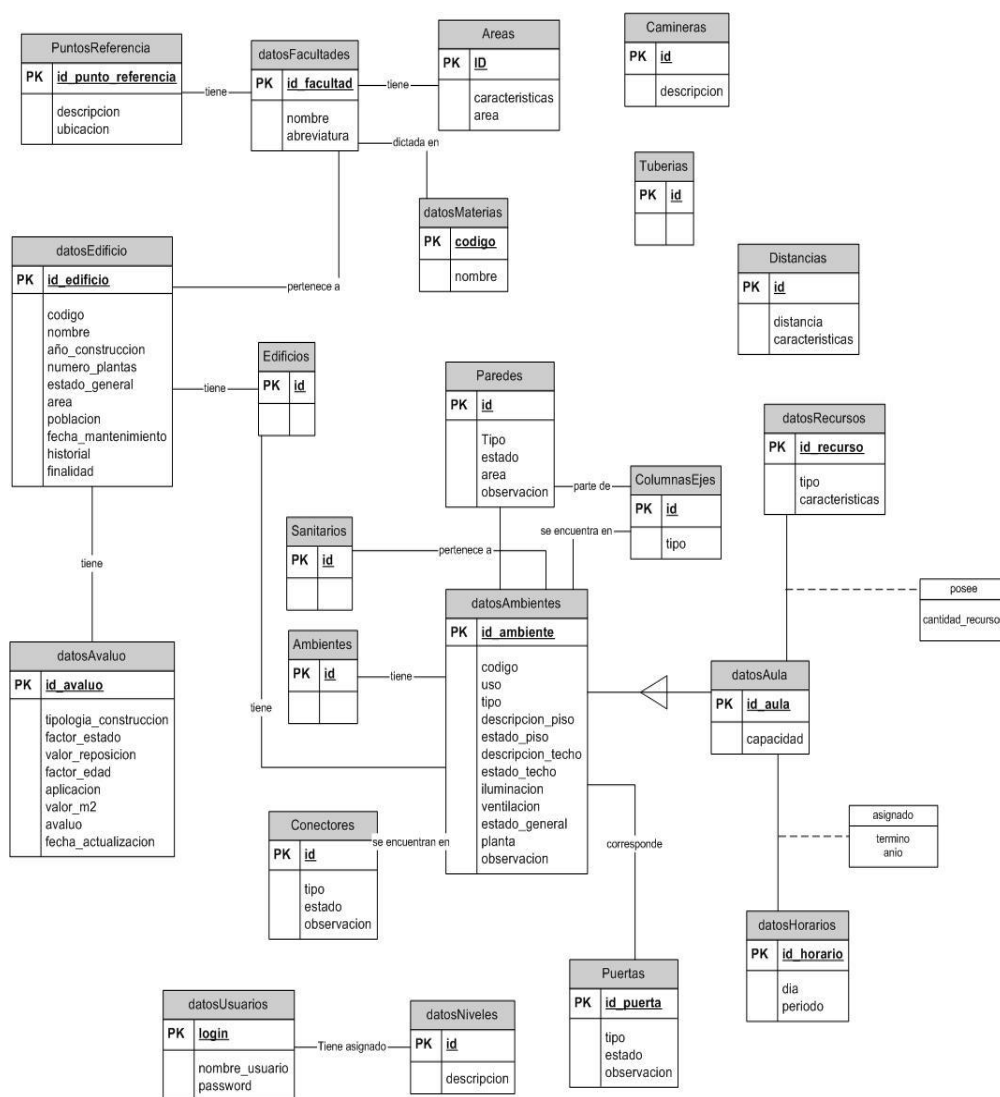 PuntosReferencia
PK id_punto_referencia
descripcion
ubicacion
tiene
datosFacultades
PK id_facultad
nombre
abreviatura
tiene
Areas
PK ID
caracteristicas
area
Camineras
PK id
descripcion
dictada en
Tuberias
PK id
datosMaterias
PK codigo
nombre
datosEdificio
PK id_edificio
codigo
nombre
año_construccion
numero_plantas
estado_general
area
poblacion
fecha_mantenimiento
historial
finalidad
pertenece a
Distancias
PK id
distancia
caracteristicas
tiene
Edificios
PK id
Paredes
PK id
Tipo
estado
area
observacion
parte de
ColumnasEjes
PK id
tipo
se encuentra en
datosRecursos
PK id_recurso
tipo
caracteristicas
Sanitarios
PK id
pertenece a
tiene
posee
cantidad_recurso
datosAvaluo
PK id_avaluo
tipologia_construccion
factor_estado
valor_reposicion
factor_edad
aplicacion
valor_m2
avaluo
fecha_actualizacion
Ambientes
PK id
tiene
tiene
datosAmbientes
PK id_ambiente
codigo
uso
tipo
descripcion_piso
estado_piso
descripcion_techo
estado_techo
iluminacion
ventilacion
estado_general
planta
observacion
datosAula
PK id_aula
capacidad
Conectores
PK id
tipo
estado
observacion
se encuentran en
corresponde
asignado
termino
anio
datosHorarios
PK id_horario
dia
periodo
Puertas
PK id_puerta
tipo
estado
observacion
datosUsuarios
PK login
nombre_usuario
password
Tiene asignado
datosNiveles
PK id
descripcion